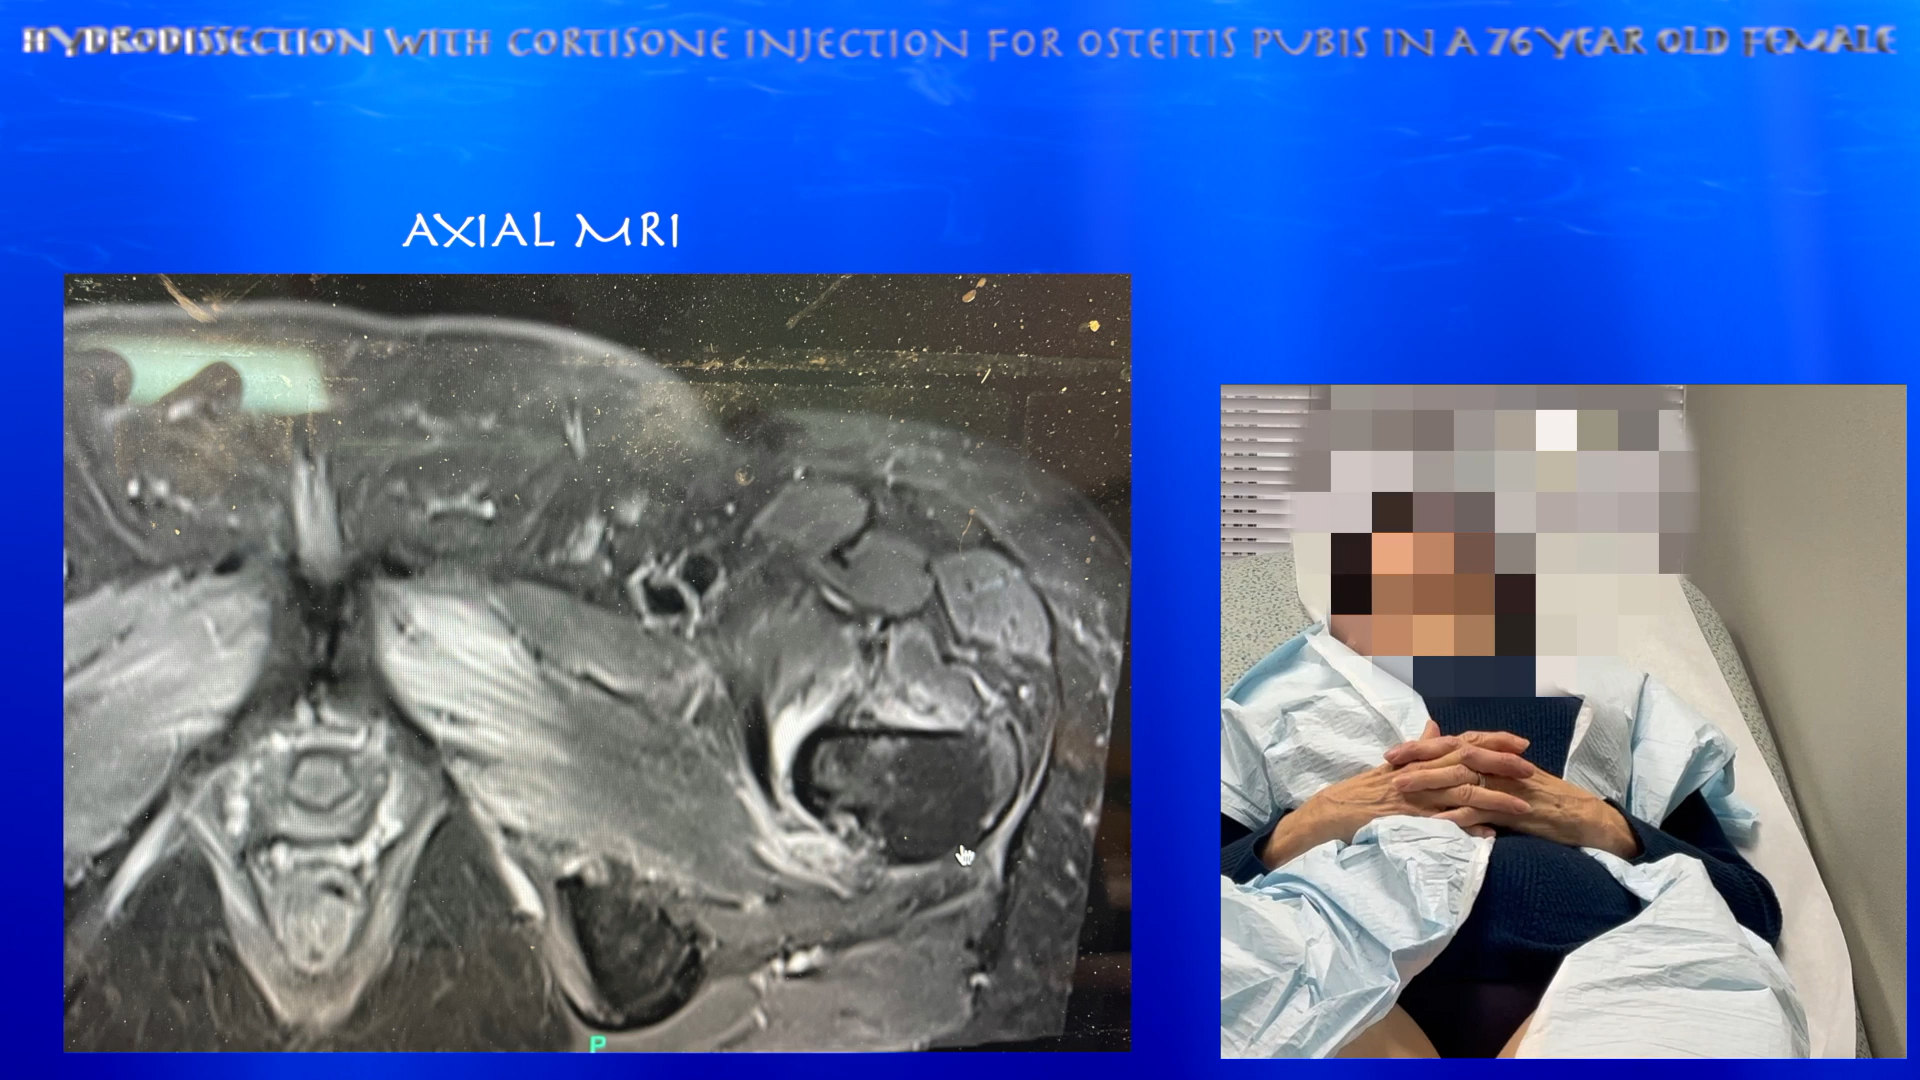 HYDRODISSECTION WITH CORTISONE INJECTION FOR OSTEITIS PUBIS IN A 76 YEAR OLD FEMALE
AXIAL MRI
P